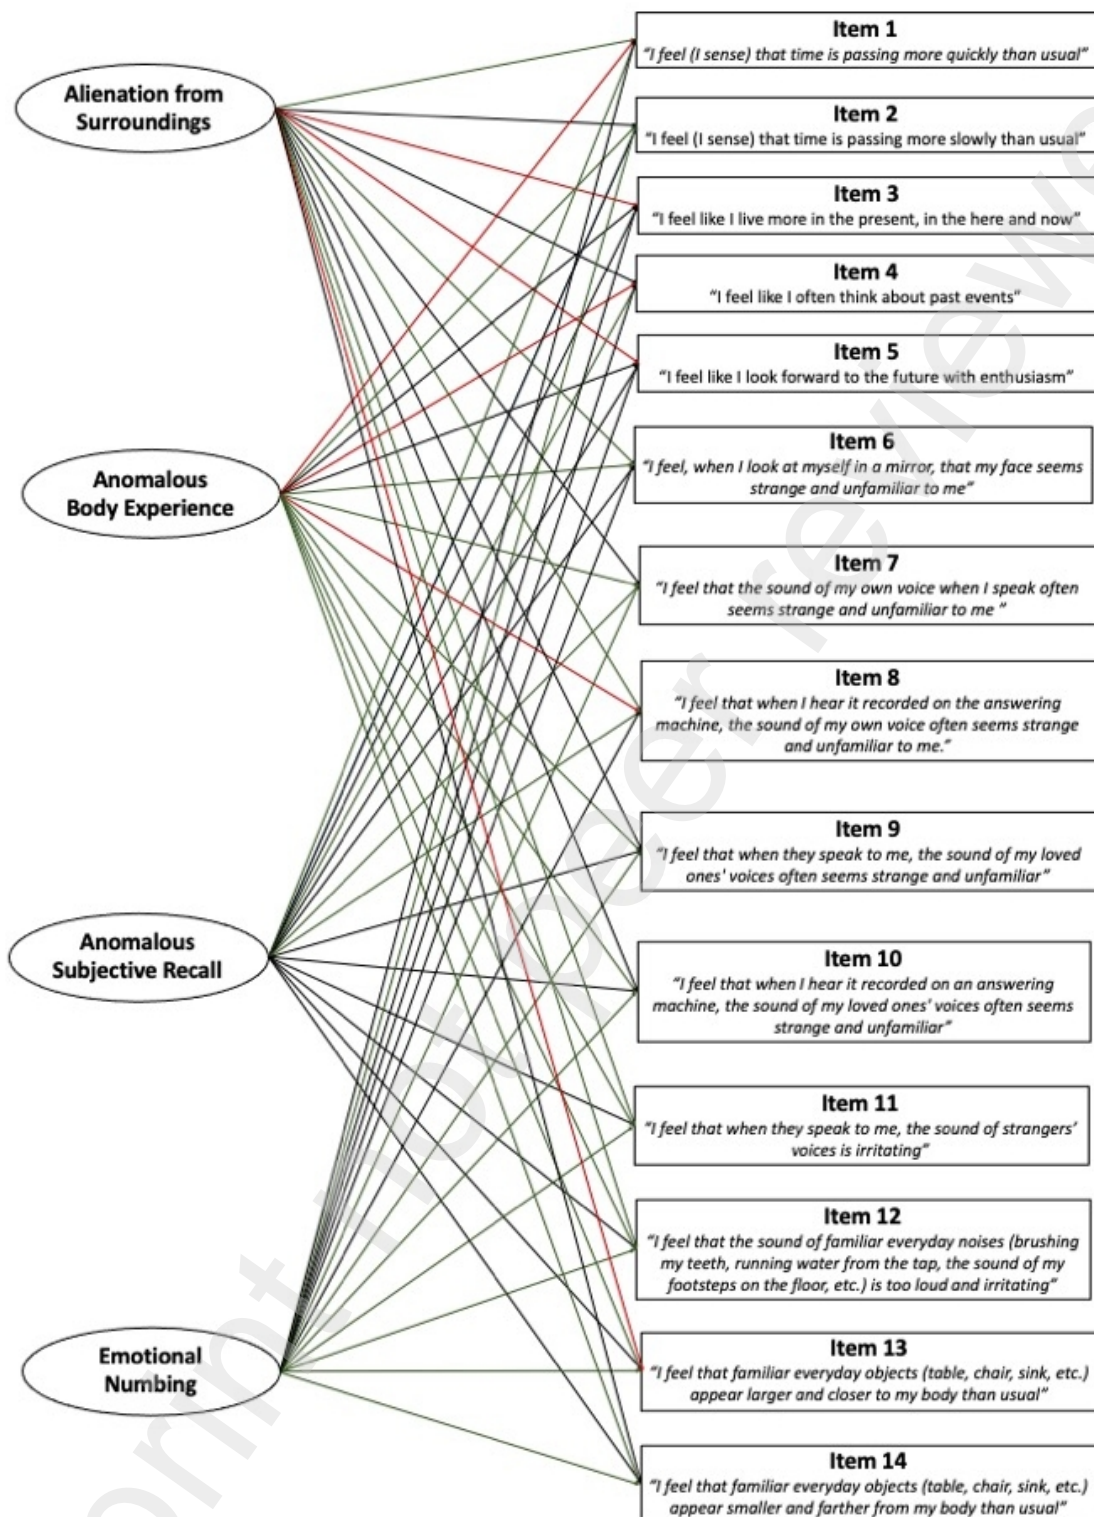 Alienation from
Surroundings
Anomalous
Body Experience
Anomalous
Subjective Recall
Emotional
Numbing
Item 1
“I feel (I sense) that time is passing more quickly than usual”
Item 2
“I feel (I sense) that time is passing more slowly than usual”
Item 3
“I feel like I live more in the present, in the here and now”
Item 4
“I feel like I often think about past events”
Item 5
“I feel like I look forward to the future with enthusiasm”
Item 6
“I feel, when I look at myself in a mirror, that my face seems
strange and unfamiliar to me”
Item 7
“I feel that the sound of my own voice when I speak often
seems strange and unfamiliar to me ”
Item 8
“I feel that when I hear it recorded on the answering
machine, the sound of my own voice often seems strange
and unfamiliar to me.”
Item 9
“I feel that when they speak to me, the sound of my loved
ones' voices often seems strange and unfamiliar”
Item 10
“I feel that when I hear it recorded on an answering
machine, the sound of my loved ones' voices often seems
strange and unfamiliar”
Item 11
“I feel that when they speak to me, the sound of strangers’
voices is irritating”
Item 12
“I feel that the sound of familiar everyday noises (brushing
my teeth, running water from the tap, the sound of my
footsteps on the floor, etc.) is too loud and irritating”
Item 13
“I feel that familiar everyday objects (table, chair, sink, etc.)
appear larger and closer to my body than usual”
Item 14
“I feel that familiar everyday objects (table, chair, sink, etc.)
appear smaller and farther from my body than usual”
not peer reviewe